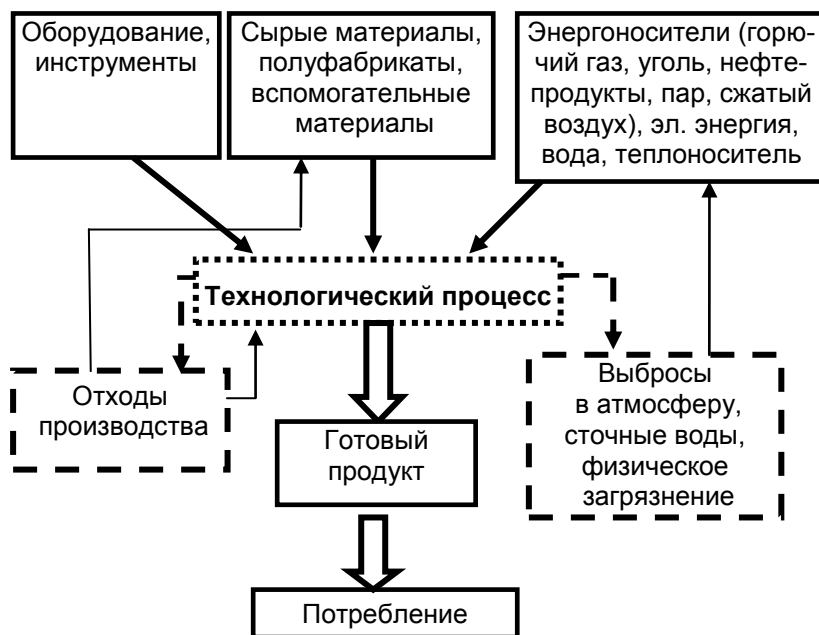 Оборудование,
инструменты
Сырые материалы,
полуфабрикаты,
вспомогательные
материалы
Энергоносители (горю-
чий газ, уголь, нефте-
продукты, пар, сжатый
воздух), эл. энергия,
вода, теплоноситель
Технологический процесс
Отходы
производства
Готовый
продукт
Выбросы
в атмосферу,
сточные воды,
физическое
загрязнение
Потребление